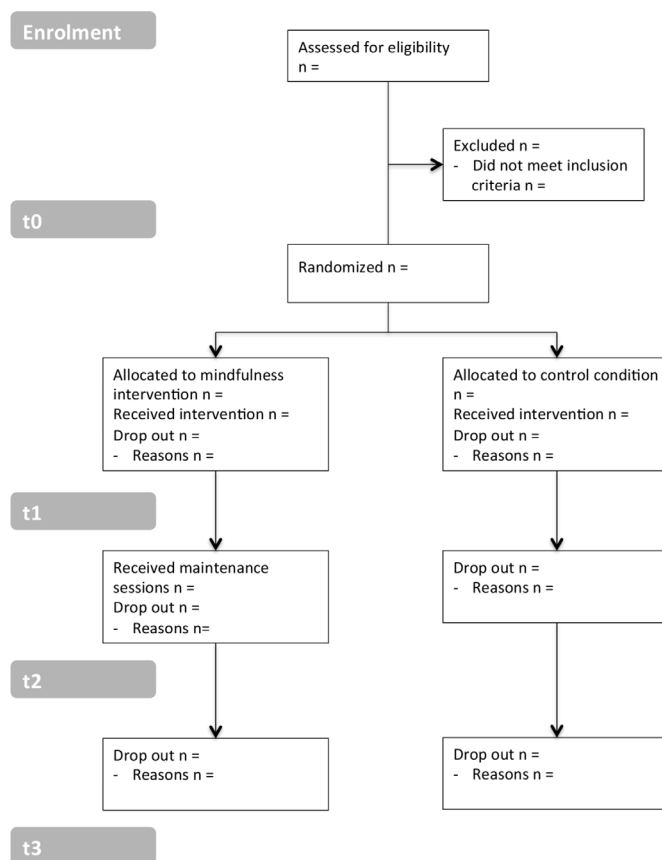 Enrolment
Assessed for eligibility
n =
Excluded n =
- Did not meet inclusion
criteria n =
t0
Randomized n =
Allocated to mindfulness
intervention n =
Received intervention n =
Drop out n =
- Reasons n =
Allocated to control condition
n =
Received intervention n =
Drop out n =
- Reasons n =
t1
Received maintenance
sessions n =
Drop out n =
- Reasons n=
Drop out n =
- Reasons n =
t2
Drop out n =
- Reasons n =
Drop out n =
- Reasons n =
t3